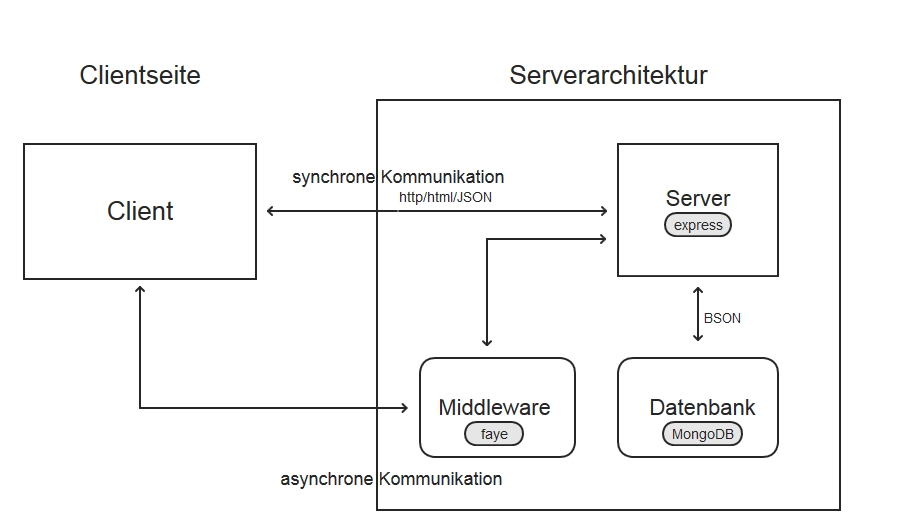 Clientseite
Serverarchitektur
synchrone Kommunikation
http/html/JSON
Client
Server
express
BSON
Middleware
faye
Datenbank
MongoDB
asynchrone Kommunikation